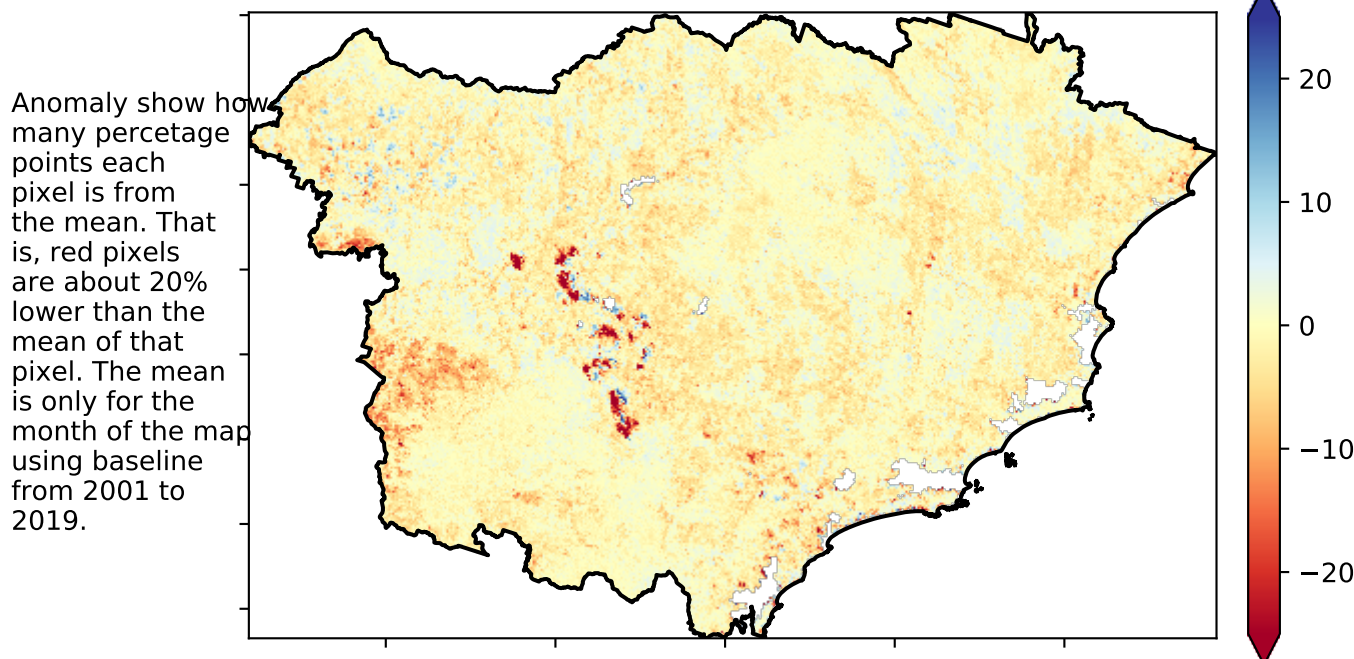 Anomaly show how
many percetage
points each
pixel is from
the mean. That
is, red pixels
are about 20%
lower than the
mean of that
pixel. The mean
is only for the
month of the map
using baseline
from 2001 to
2019.
20
10
0
−10
−20